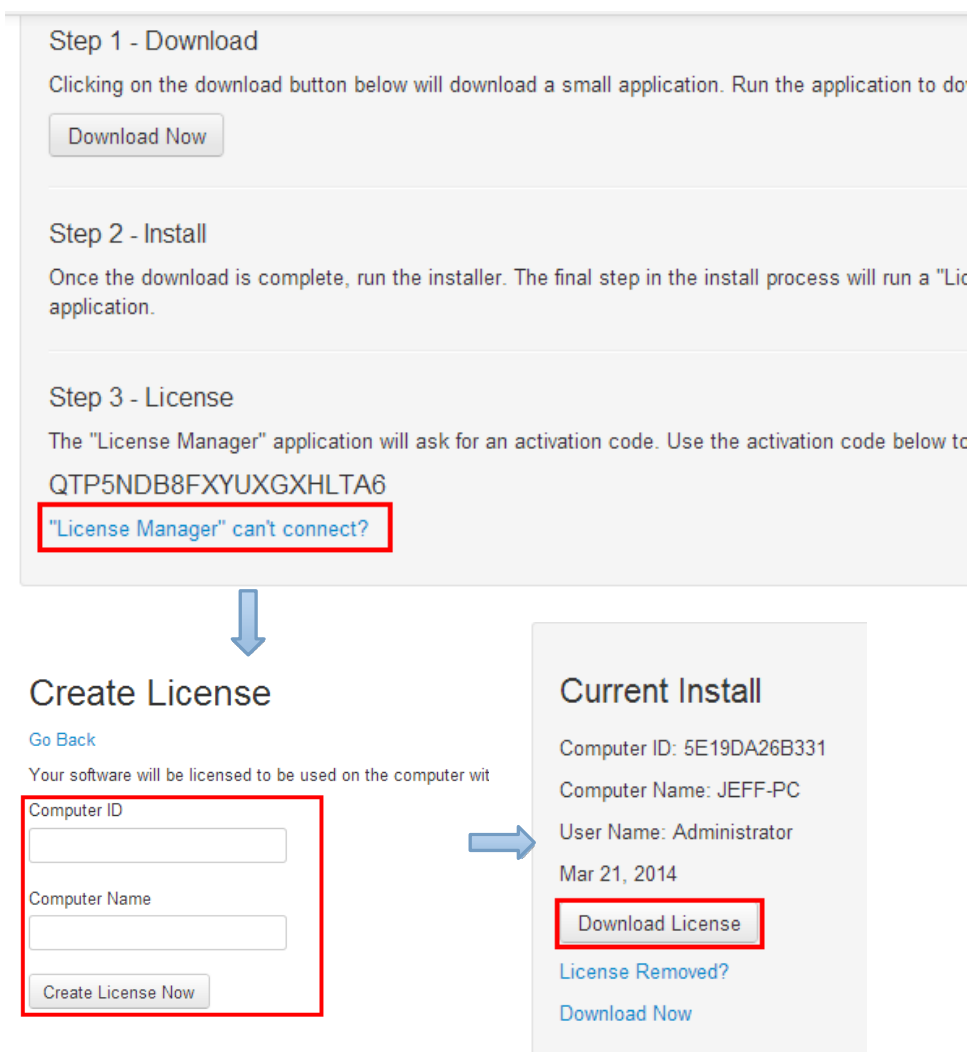 Step 1 - Download
Clicking on the download button below will download a small application. Run the application to do
Download Now
Step 2 - Install
Once the download is complete, run the installer. The final step in the install process will run a "Lic
application.
Step 3 - License
The "License Manager" application will ask for an activation code. Use the activation code below to
QTP5NDB8FXYUXGXHLTA6
"License Manager" can't connect?
Create License
Go Back
Your software will be licensed to be used on the computer wit
Computer ID
Computer Name
Create License Now
Current Install
Computer ID: 5E19DA26B331
Computer Name: JEFF-PC
User Name: Administrator
Mar 21, 2014
Download License
License Removed?
Download Now